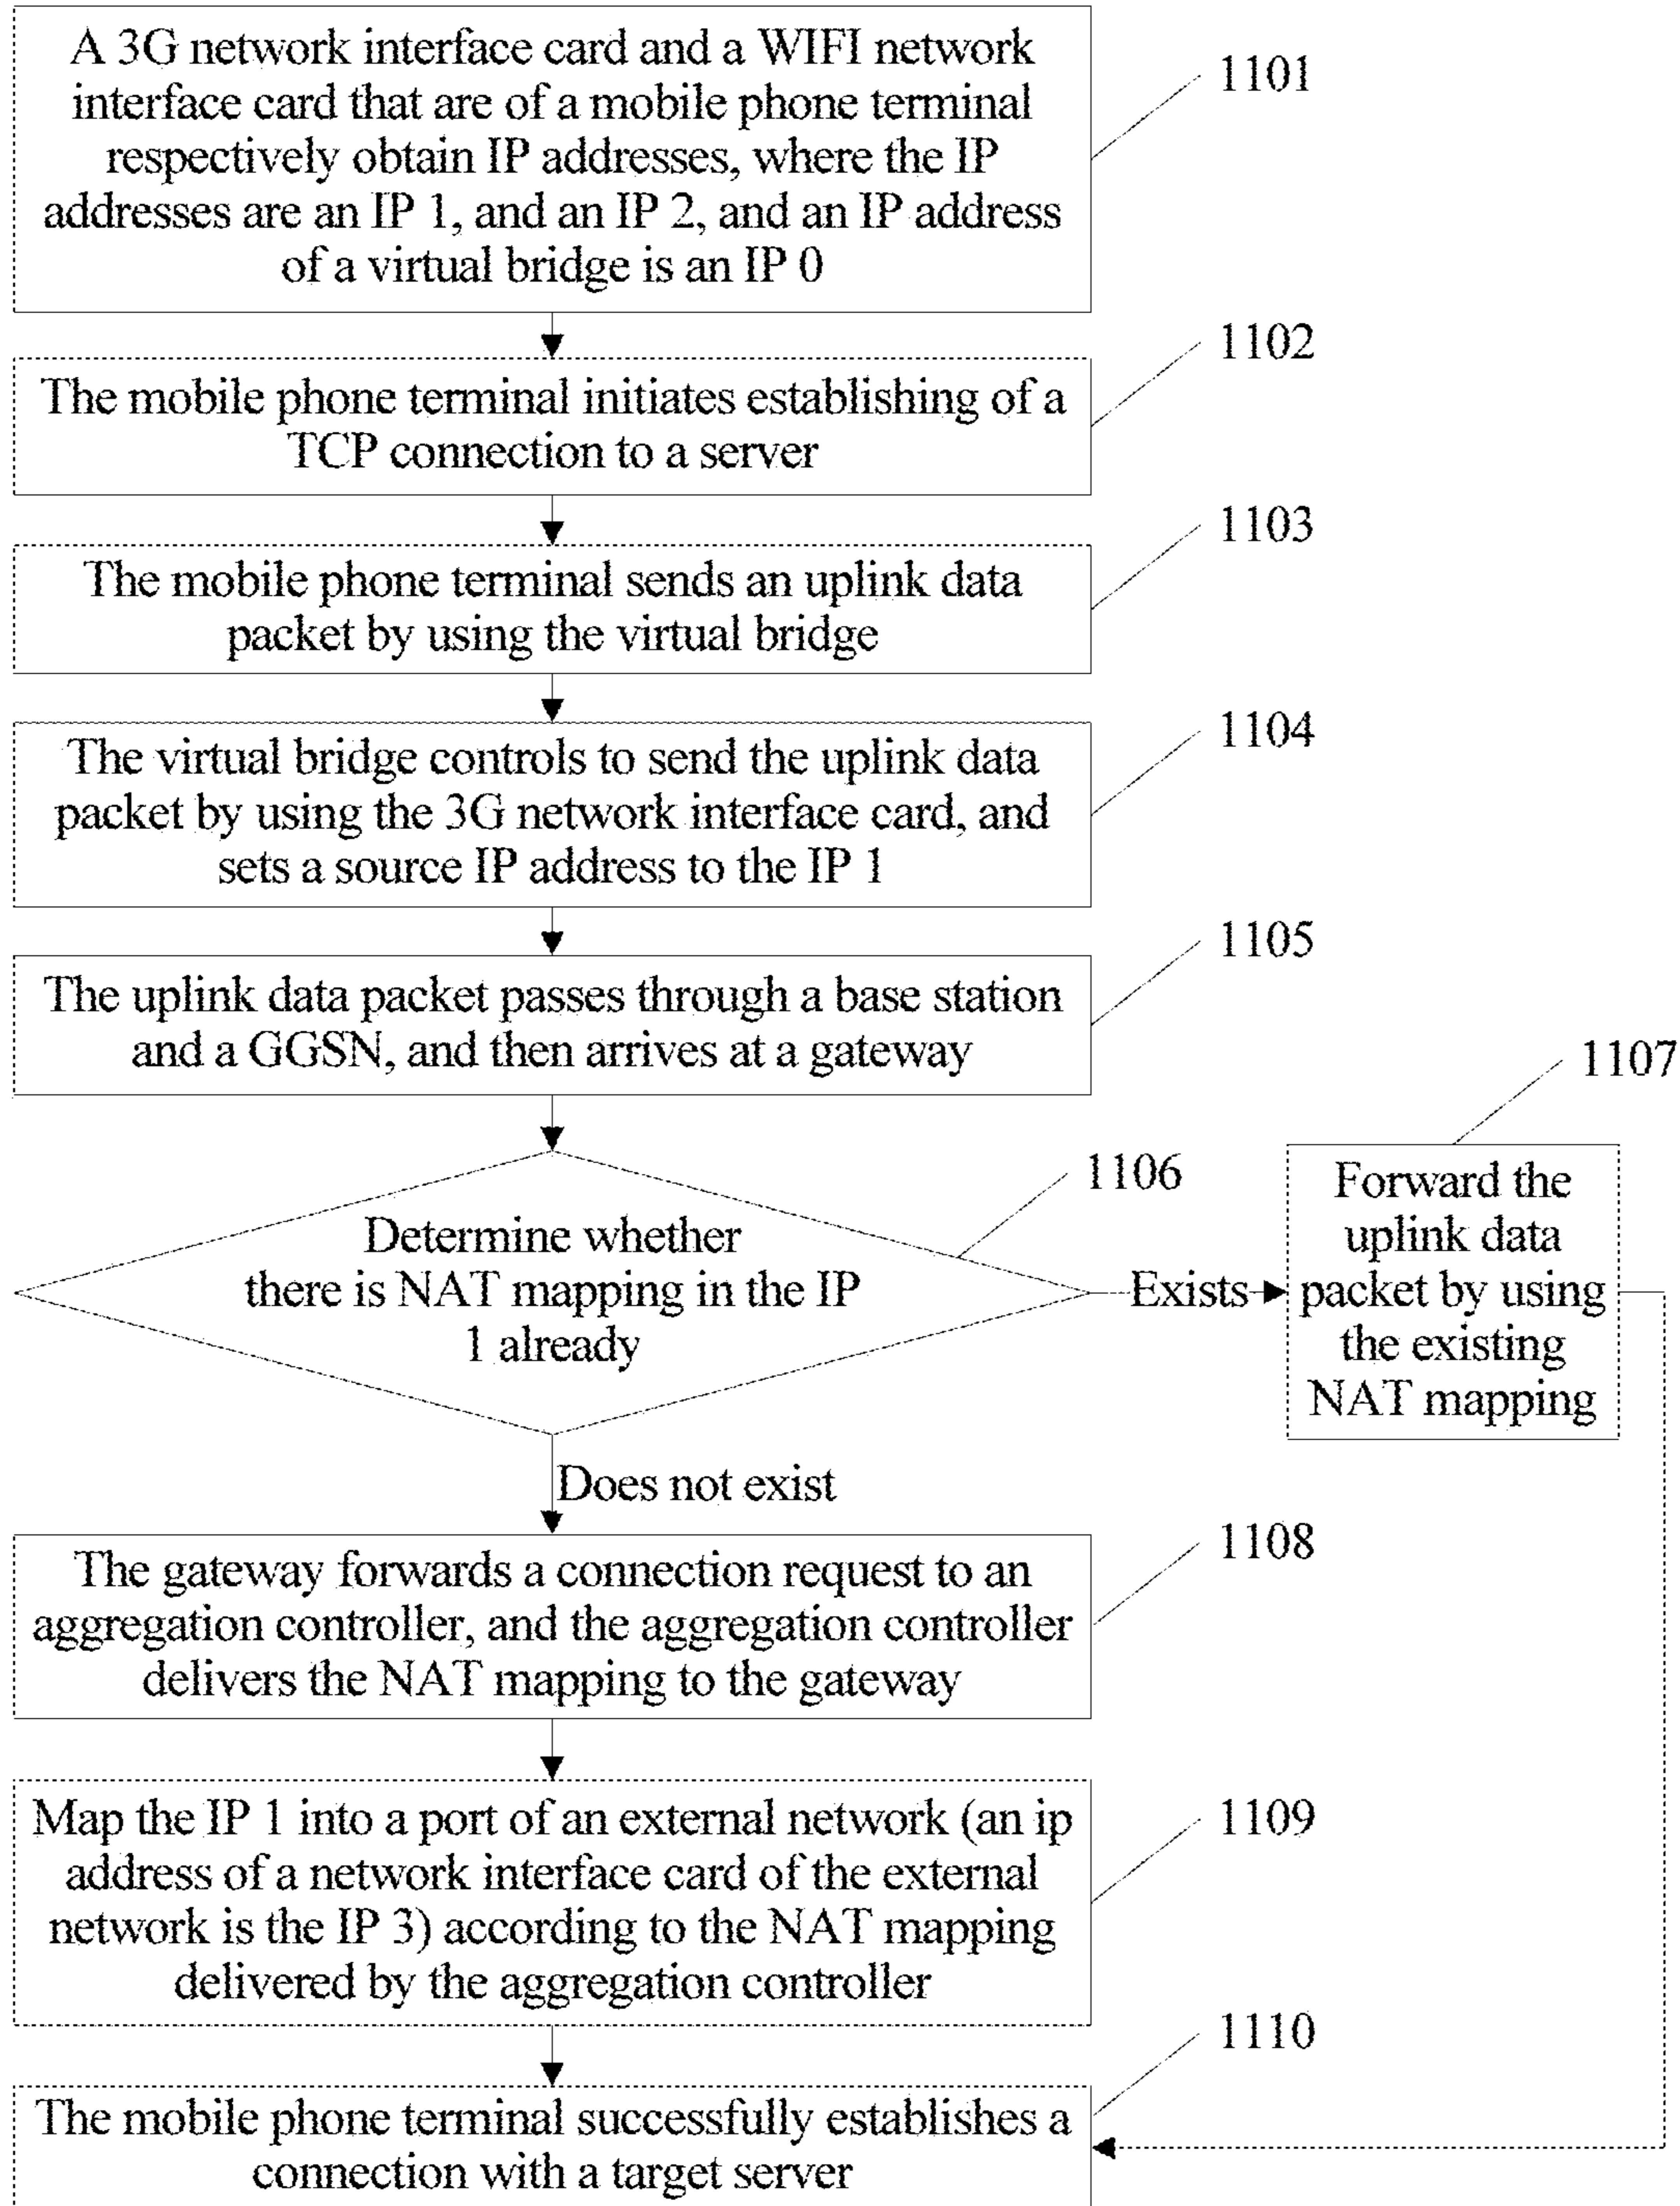 A 3G network interface card and a WIFI network
interface card that are of a mobile phone terminal
respectively obtain IP addresses, where the IP
addresses are an IP 1, and an IP 2, and an IP address
of a virtual bridge is an IP 0
1101
The mobile phone terminal initiates establishing of a
TCP connection to a server
1102
The mobile phone terminal sends an uplink data
packet by using the virtual bridge
1103
The virtual bridge controls to send the uplink data
packet by using the 3G network interface card, and
sets a source IP address to the IP 1
1104
The uplink data packet passes through a base station
and a GGSN, and then arrives at a gateway
1105
Determine whether
there is NAT mapping in the IP
1 already
1106
Exists
Forward the
uplink data
packet by using
the existing
NAT mapping
1107
Does not exist
The gateway forwards a connection request to an
aggregation controller, and the aggregation controller
delivers the NAT mapping to the gateway
1108
Map the IP 1 into a port of an external network (an ip
address of a network interface card of the external
network is the IP 3) according to the NAT mapping
delivered by the aggregation controller
1109
The mobile phone terminal successfully establishes a
connection with a target server
1110